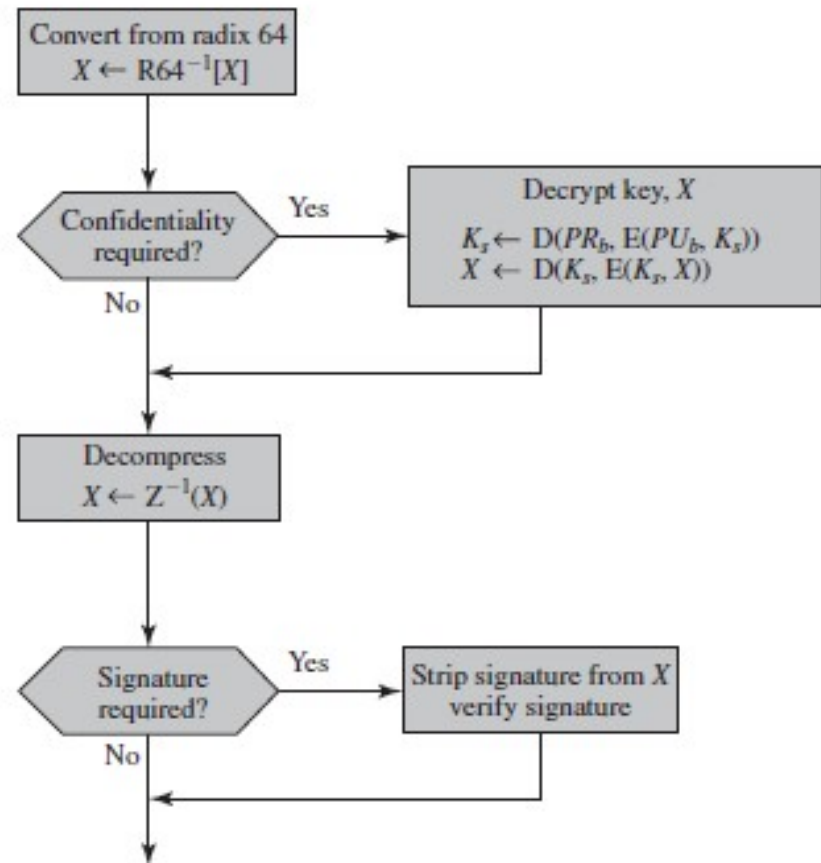 Convert from radix 64
X ← R64⁻¹[X]
Confidentiality
required?
Yes
No
Decrypt key, X
Kₛ ← D(PR_b, E(PU_b, Kₛ))
X ← D(Kₛ, E(Kₛ, X))
Decompress
X ← Z⁻¹(X)
Signature
required?
Yes
No
Strip signature from X
verify signature